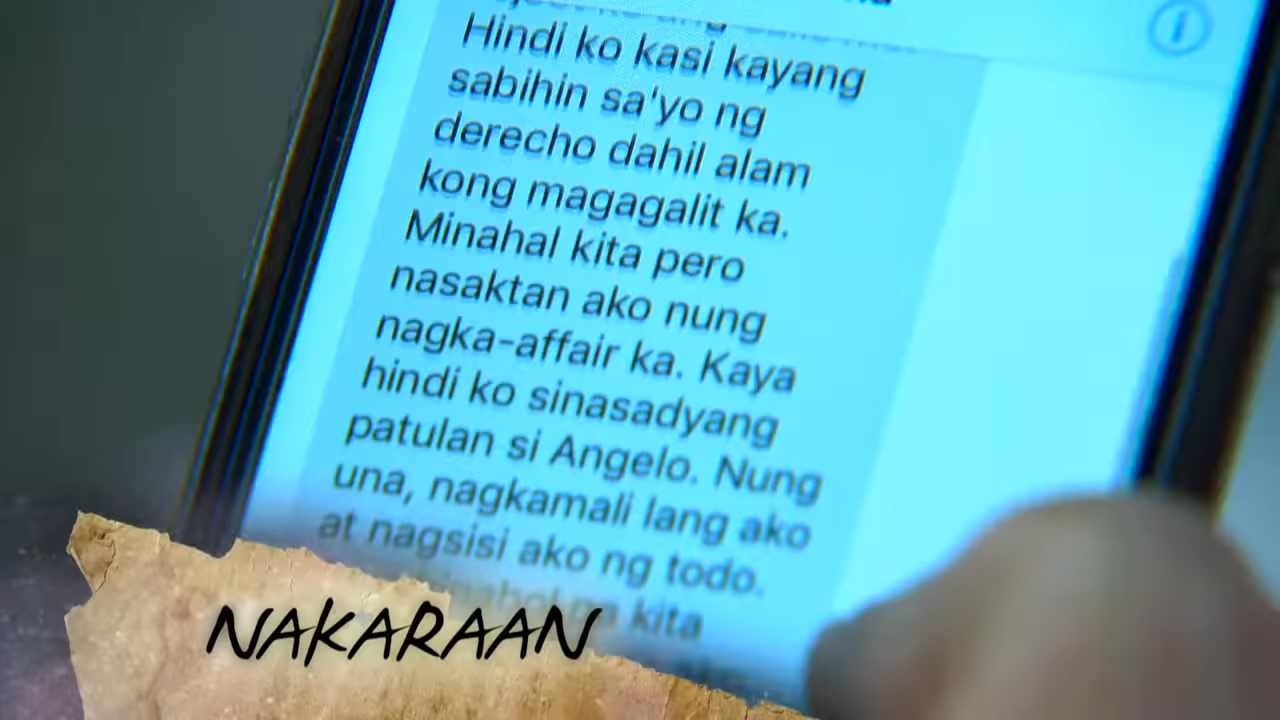 Hindi ko kasi kayang
sabihin sa'yo ng
derecho dahil alam
kong magagalit ka.
Minahal kita pero
nasaktan ako nung
nagka-affair ka. Kaya
hindi ko sinasadyang
patulan si Angelo. Nung
una, nagkamali lang ako
at nagsisi ako ng todo.
kita
NAKARAAN